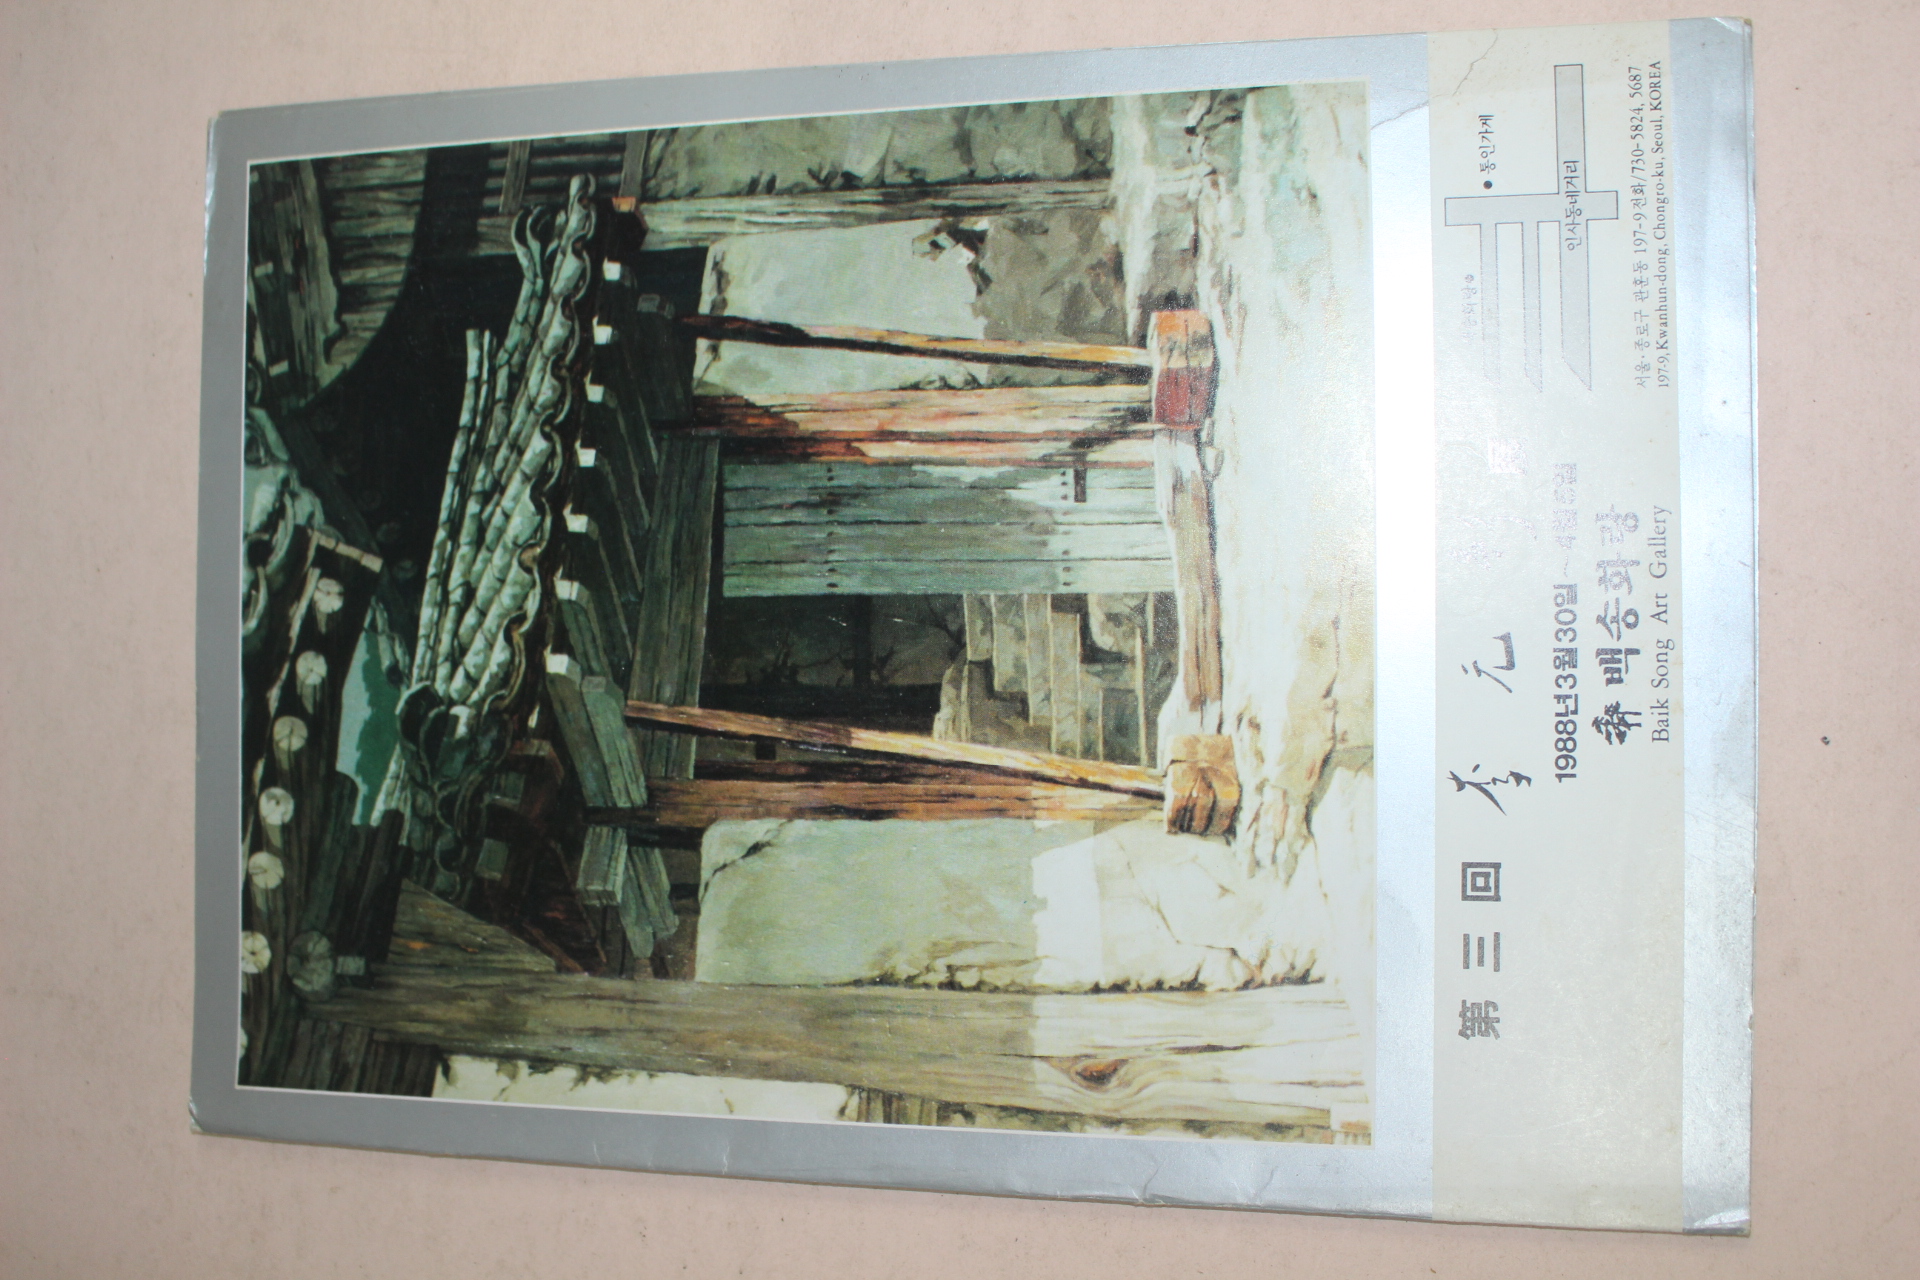 第三回 李元
1988년3월30일~4월5일
백송화랑
Baik Song Art Gallery
•통인가게
인사동네거리
서울·종로구 관훈동 197-9 전화/730-5824, 5687
197-9, Kwanhun-dong, Chongro-ku, Seoul, KOREA